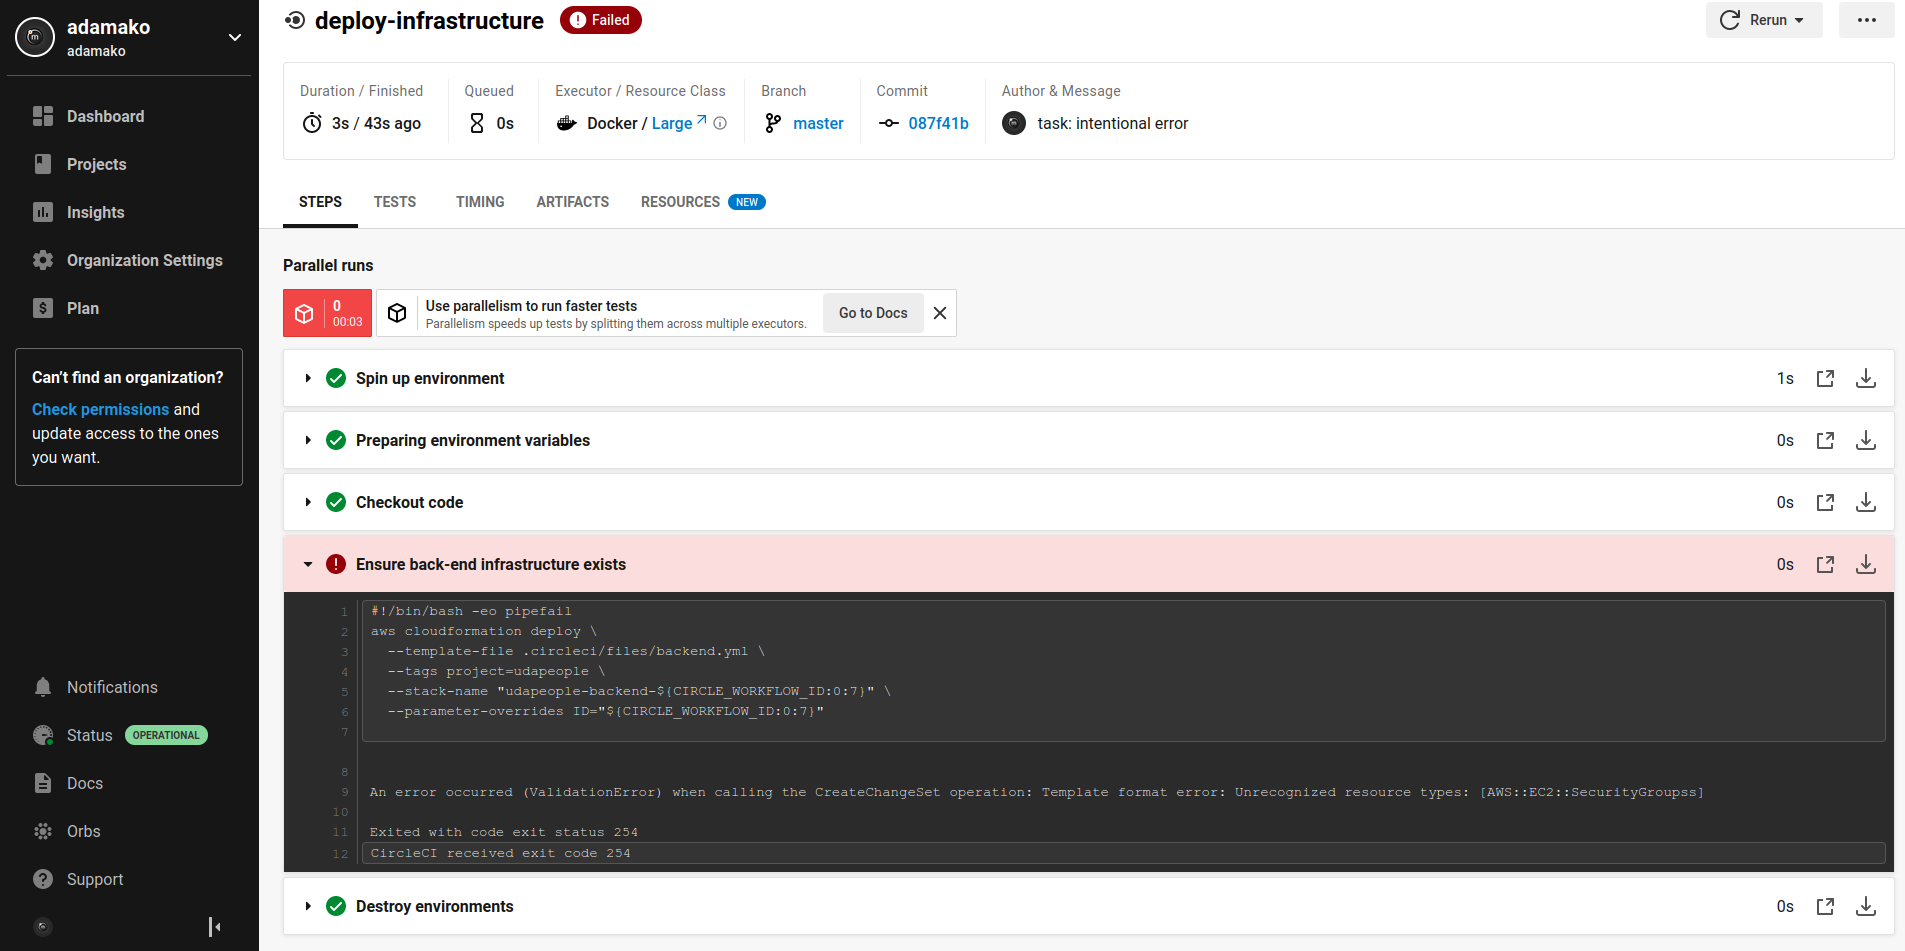 adamako
adamako
Dashboard
Projects
Insights
Organization Settings
Plan
Can't find an organization?
Check permissions and
update access to the ones
you want.
Notifications
Status OPERATIONAL
Docs
Orbs
Support
deploy-infrastructure Failed
Rerun
Duration / Finished
3s / 43s ago
Queued
0s
Executor / Resource Class
Docker / Large
Branch
master
Commit
087f41b
Author & Message
task: intentional error
STEPS TESTS TIMING ARTIFACTS RESOURCES NEW
Parallel runs
0
00:03
Use parallelism to run faster tests
Parallelism speeds up tests by splitting them across multiple executors.
Go to Docs
Spin up environment 1s
Preparing environment variables 0s
Checkout code 0s
Ensure back-end infrastructure exists 0s
1 #!/bin/bash -eo pipefail
2 aws cloudformation deploy \
3 --template-file .circleci/files/backend.yml \
4 --tags project=udapeople \
5 --stack-name "udapeople-backend-${CIRCLE_WORKFLOW_ID:0:7}" \
6 --parameter-overrides ID="${CIRCLE_WORKFLOW_ID:0:7}"
7
8
9 An error occurred (ValidationError) when calling the CreateChangeSet operation: Template format error: Unrecognized resource types: [AWS::EC2::SecurityGroupss]
10
11 Exited with code exit status 254
12 CircleCI received exit code 254
Destroy environments 0s